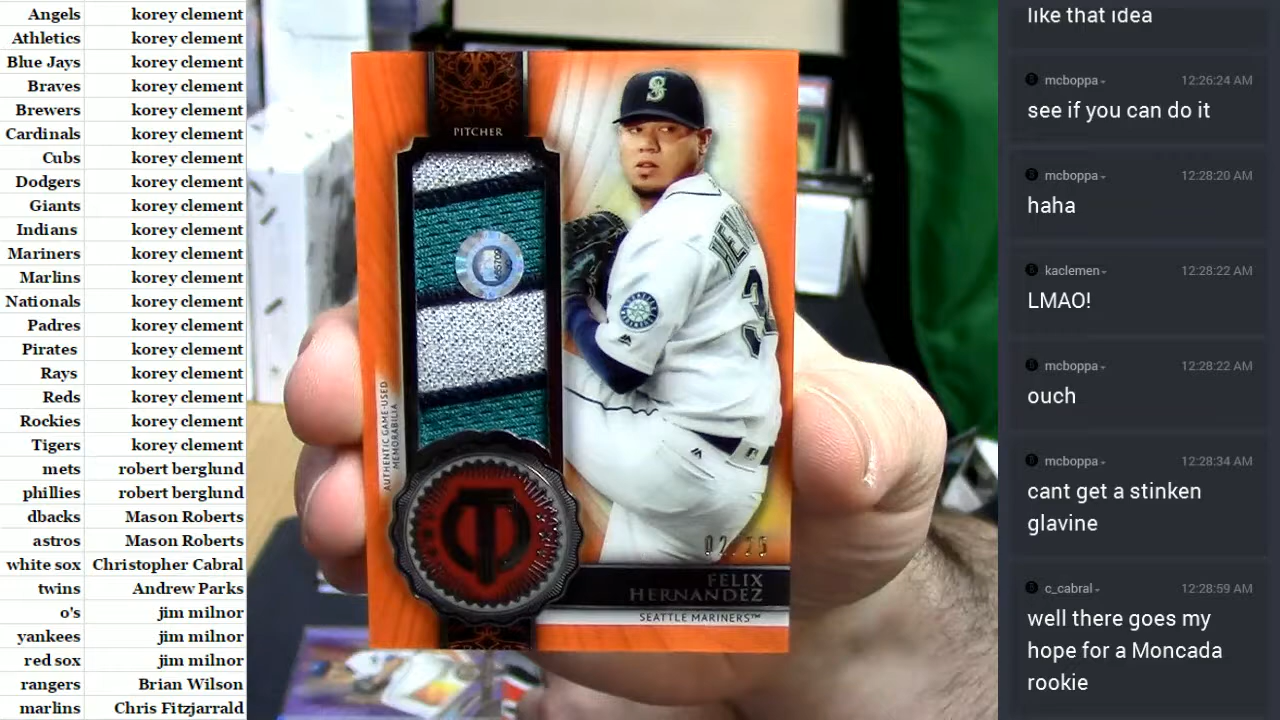 Angels korey clement
Athletics korey clement
Blue Jays korey clement
Braves korey clement
Brewers korey clement
Cardinals korey clement
Cubs korey clement
Dodgers korey clement
Giants korey clement
Indians korey clement
Mariners korey clement
Marlins korey clement
Nationals korey clement
Padres korey clement
Pirates korey clement
Rays korey clement
Reds korey clement
Rockies korey clement
Tigers korey clement
mets robert berglund
phillies robert berglund
dbacks Mason Roberts
astros Mason Roberts
white sox Christopher Cabral
twins Andrew Parks
o's jim milnor
yankees jim milnor
red sox jim milnor
rangers Brian Wilson
marlins Chris Fitzjarrald
PITCHER
S
AUTHENTIC GAME-USED
MEMORABILIA
T
02/25
FELIX
HERNANDEZ
SEATTLE MARINERS™
like that idea
mcboppa 12:26:24 AM
see if you can do it
mcboppa 12:28:20 AM
haha
kaclemen 12:28:22 AM
LMAO!
mcboppa 12:28:22 AM
ouch
mcboppa 12:28:34 AM
cant get a stinken
glavine
c_cabral 12:28:59 AM
well there goes my
hope for a Moncada
rookie